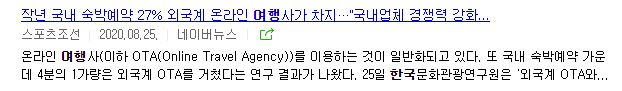 작년 국내 숙박예약 27% 외국계 온라인 여행사가 차지…"국내업체 경쟁력 강화...
스포츠조선 | 2020.08.25. | 네이버뉴스 |
온라인 여행사(이하 OTA(Online Travel Agency))를 이용하는 것이 일반화되고 있다. 또 국내 숙박예약 가운
데 4분의 1가량은 외국계 OTA를 거쳤다는 연구 결과가 나왔다. 25일 한국문화관광연구원은 '외국계 OTA와...